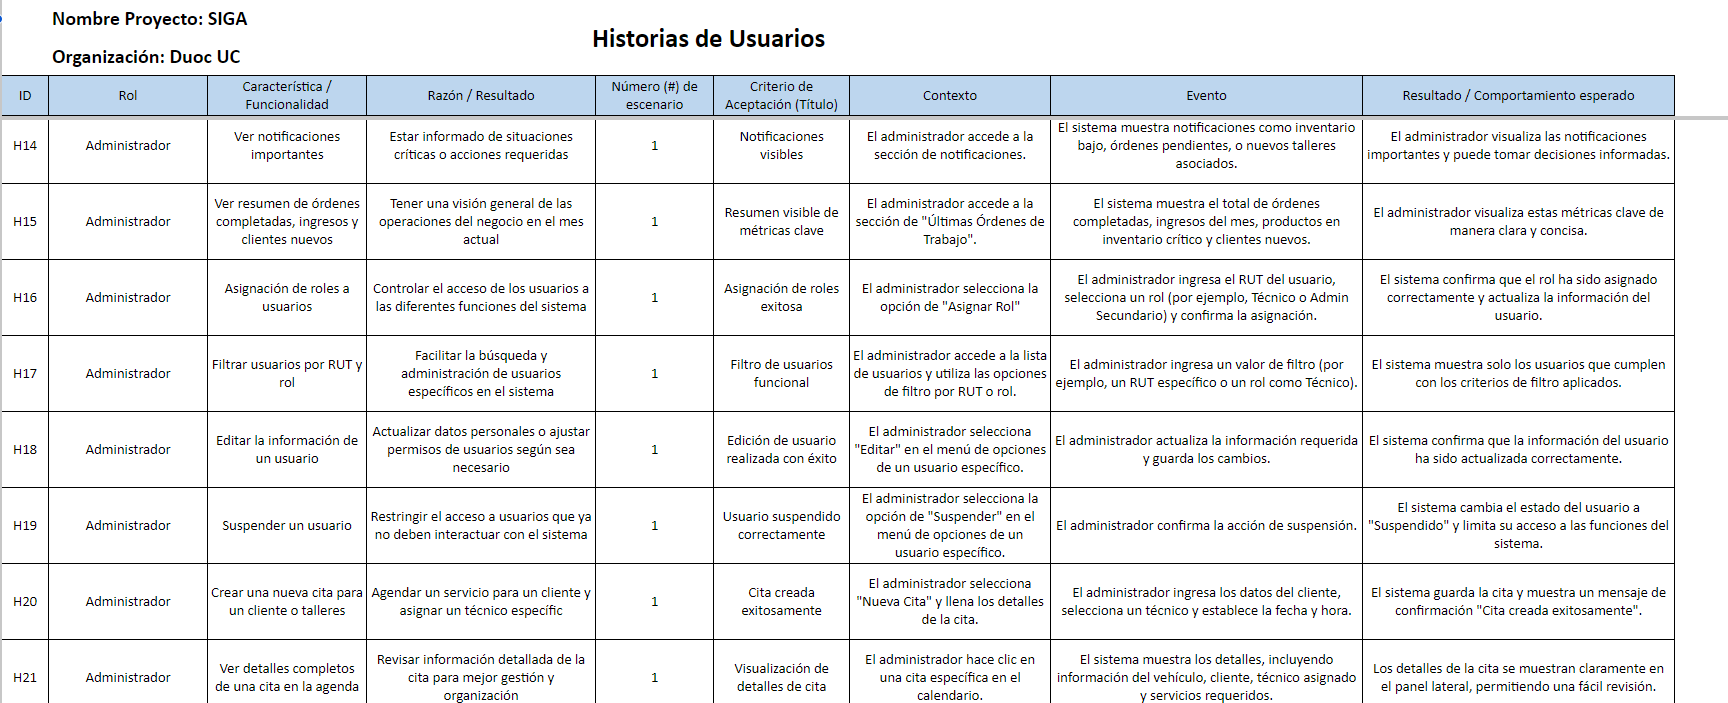 Nombre Proyecto: SIGA
Historias de Usuarios
Organización: Duoc UC
ID
Rol
Característica /
Funcionalidad
Razón / Resultado
Número (#) de
escenario
Criterio de
Aceptación (Título)
Contexto
Evento
Resultado / Comportamiento esperado
H14
Administrador
Ver notificaciones
importantes
Estar informado de situaciones
críticas o acciones requeridas
1
Notificaciones
visibles
El administrador accede a la
sección de notificaciones.
El sistema muestra notificaciones como inventario
bajo, órdenes pendientes, o nuevos talleres
asociados.
El administrador visualiza las notificaciones
importantes y puede tomar decisiones informadas.
H15
Administrador
Ver resumen de órdenes
completadas, ingresos y
clientes nuevos
Tener una visión general de las
operaciones del negocio en el mes
actual
1
Resumen visible de
métricas clave
El administrador accede a la
sección de "Últimas Órdenes de
Trabajo".
El sistema muestra el total de órdenes
completadas, ingresos del mes, productos en
inventario crítico y clientes nuevos.
El administrador visualiza estas métricas clave de
manera clara y concisa.
H16
Administrador
Asignación de roles a
usuarios
Controlar el acceso de los usuarios a
las diferentes funciones del sistema
1
Asignación de roles
exitosa
El administrador selecciona la
opción de "Asignar Rol"
El administrador ingresa el RUT del usuario,
selecciona un rol (por ejemplo, Técnico o Admin
Secundario) y confirma la asignación.
El sistema confirma que el rol ha sido asignado
correctamente y actualiza la información del
usuario.
H17
Administrador
Filtrar usuarios por RUT y
rol
Facilitar la búsqueda y
administración de usuarios
específicos en el sistema
1
Filtro de usuarios
funcional
El administrador accede a la lista
de usuarios y utiliza las opciones
de filtro por RUT o rol.
El administrador ingresa un valor de filtro (por
ejemplo, un RUT específico o un rol como Técnico).
El sistema muestra solo los usuarios que cumplen
con los criterios de filtro aplicados.
H18
Administrador
Editar la información de
un usuario
Actualizar datos personales o ajustar
permisos de usuarios según sea
necesario
1
Edición de usuario
realizada con éxito
El administrador selecciona
"Editar" en el menú de opciones
de un usuario específico.
El administrador actualiza la información requerida
y guarda los cambios.
El sistema confirma que la información del usuario
ha sido actualizada correctamente.
H19
Administrador
Suspender un usuario
Restringir el acceso a usuarios que ya
no deben interactuar con el sistema
1
Usuario suspendido
correctamente
El administrador selecciona la
opción de "Suspender" en el
menú de opciones de un
usuario específico.
El administrador confirma la acción de suspensión.
El sistema cambia el estado del usuario a
"Suspendido" y limita su acceso a las funciones del
sistema.
H20
Administrador
Crear una nueva cita para
un cliente o talleres
Agendar un servicio para un cliente y
asignar un técnico específic
1
Cita creada
exitosamente
El administrador selecciona
"Nueva Cita" y llena los detalles
de la cita.
El administrador ingresa los datos del cliente,
selecciona un técnico y establece la fecha y hora.
El sistema guarda la cita y muestra un mensaje de
confirmación "Cita creada exitosamente".
H21
Administrador
Ver detalles completos
de una cita en la agenda
Revisar información detallada de la
cita para mejor gestión y
organización
1
Visualización de
detalles de cita
El administrador hace clic en
una cita específica en el
calendario.
El sistema muestra los detalles, incluyendo
información del vehículo, cliente, técnico asignado
y servicios requeridos.
Los detalles de la cita se muestran claramente en
el panel lateral, permitiendo una fácil revisión.